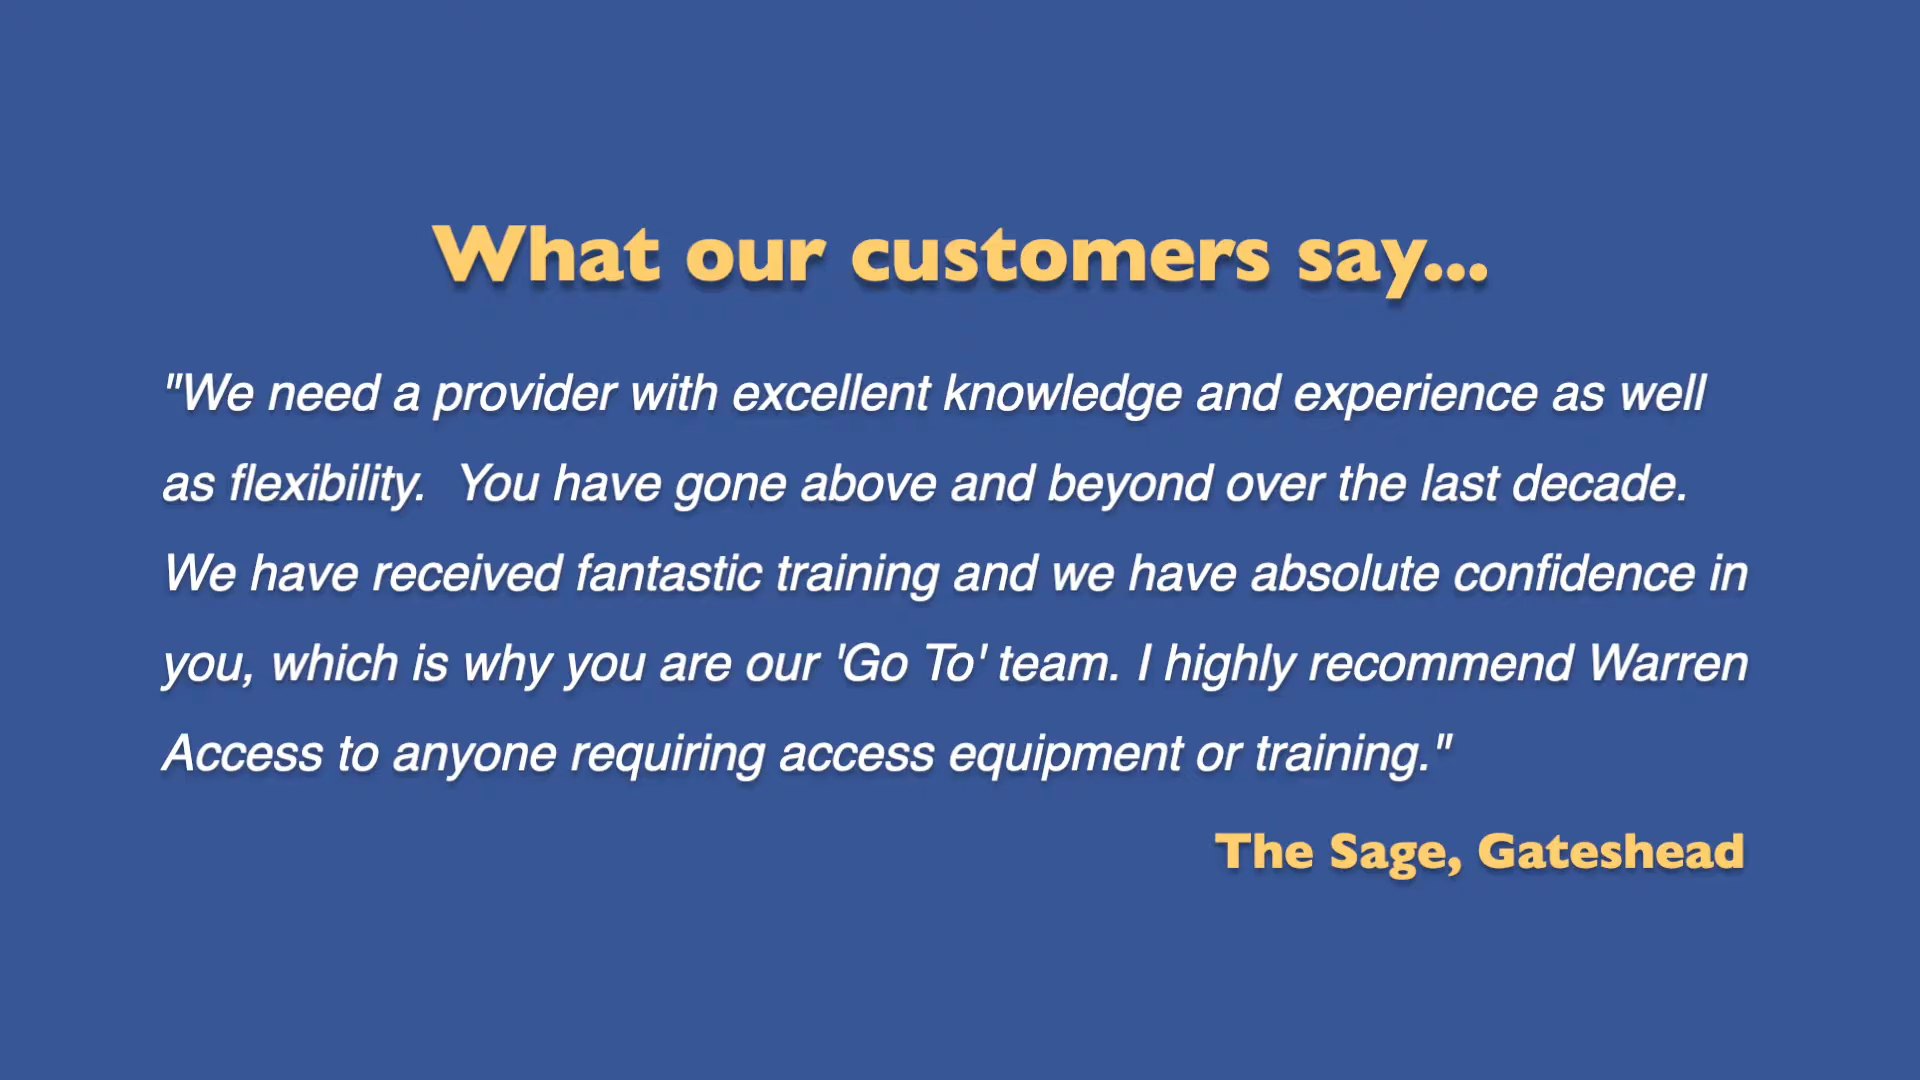 What our customers say...
"We need a provider with excellent knowledge and experience as well
as flexibility.  You have gone above and beyond over the last decade.
We have received fantastic training and we have absolute confidence in
you, which is why you are our 'Go To' team. I highly recommend Warren
Access to anyone requiring access equipment or training."
The Sage, Gateshead